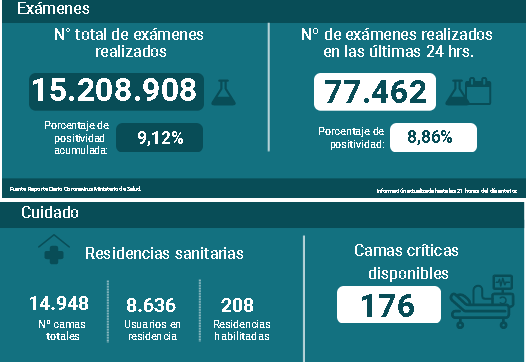 Exámenes
N° total de exámenes
realizados
15.208.908
Porcentaje de
positividad
acumulada:
9,12%
N° de exámenes realizados
en las últimas 24 hrs.
77.462
Porcentaje de
positividad:
8,86%
Fuente: Reporte Diario Coronavirus Ministerio de Salud.
Información actualizada hasta las 21 horas del día anterior.
Cuidado
Residencias sanitarias
14.948
N° camas
totales
8.636
Usuarios en
residencia
208
Residencias
habilitadas
Camas críticas
disponibles
176